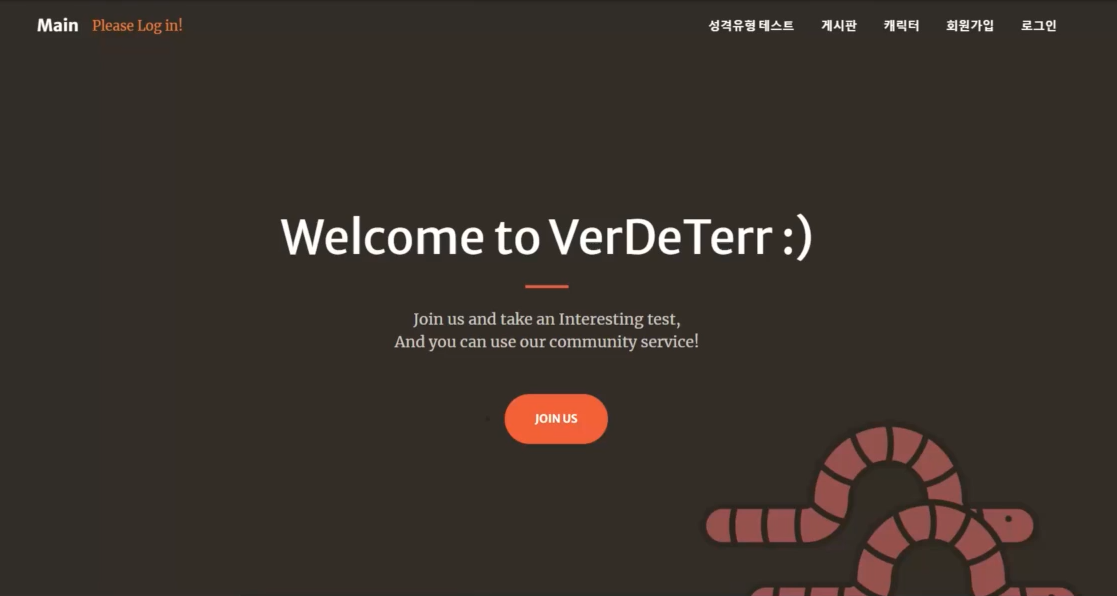 Main Please Log in! 성격유형 테스트 게시판 캐릭터 회원가입 로그인
Welcome to VerDeTerr :)
Join us and take an Interesting test,
And you can use our community service!
JOIN US